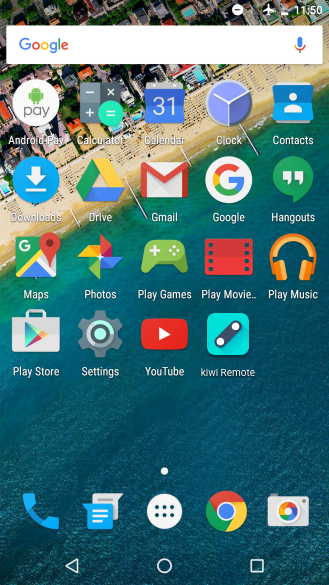 11:50
Google
Android Pay
Calculator
Calendar
Clock
Contacts
Downloads
Drive
Gmail
Google
Hangouts
Maps
Photos
Play Games
Play Movie..
Play Music
Play Store
Settings
YouTube
kiwi Remote
pay
31
G
G